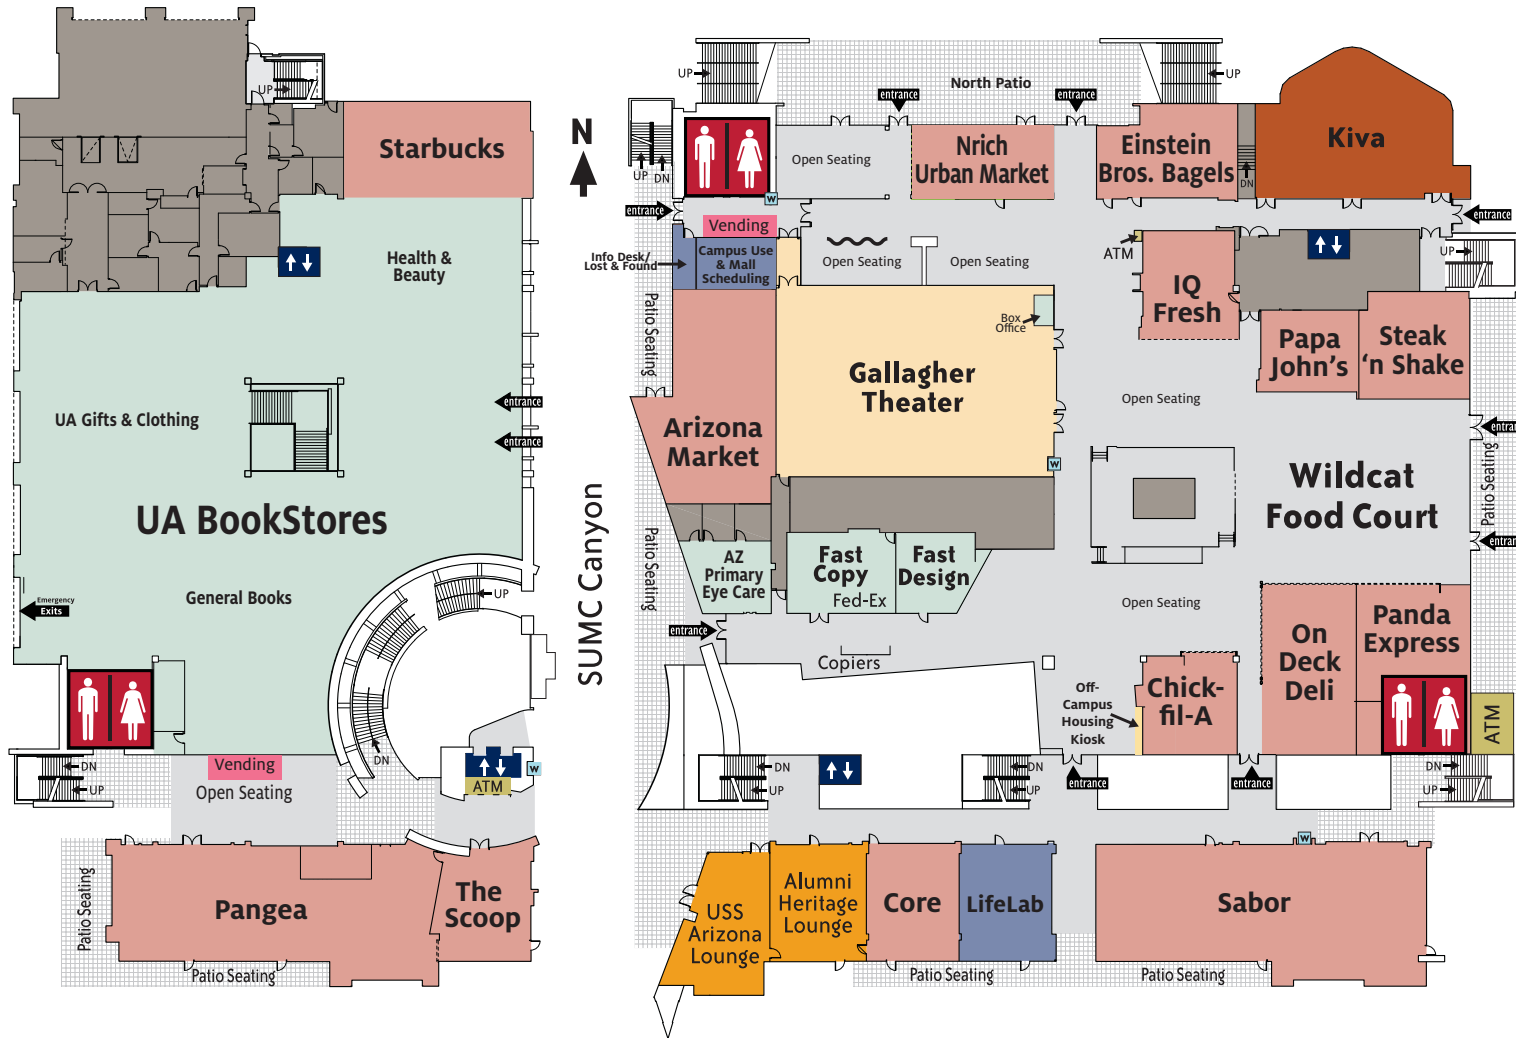 UP
Starbucks
Health &
Beauty
UA Gifts & Clothing
entrance
entrance
UA BookStores
General Books
Emergency
Exits
UP
DN
DN
UP
Vending
Open Seating
ATM
W
Patio Seating
Pangea
The
Scoop
Patio Seating
N
SUMC Canyon
UP
North Patio
UP
entrance
entrance
UP
DN
Open Seating
Nrich
Urban Market
Einstein
Bros. Bagels
DN
Kiva
W
entrance
Vending
entrance
Info Desk/
Lost & Found
Campus Use
& Mall
Scheduling
Open Seating
Open Seating
ATM
UP
IQ
Fresh
Patio Seating
Box
Office
Papa
John's
Steak
'n Shake
Gallagher
Theater
Open Seating
Arizona
Market
entran
W
Wildcat
Food Court
Patio Seating
entran
Patio Seating
AZ
Primary
Eye Care
Fast
Copy
Fed-Ex
Fast
Design
Open Seating
entrance
Copiers
On
Deck
Deli
Panda
Express
Off-
Campus
Housing
Kiosk
Chick-
fil-A
ATM
DN
UP
DN
UP
entrance
entrance
DN
UP
W
USS
Arizona
Lounge
Alumni
Heritage
Lounge
Core
LifeLab
Sabor
Patio Seating
Patio Seating